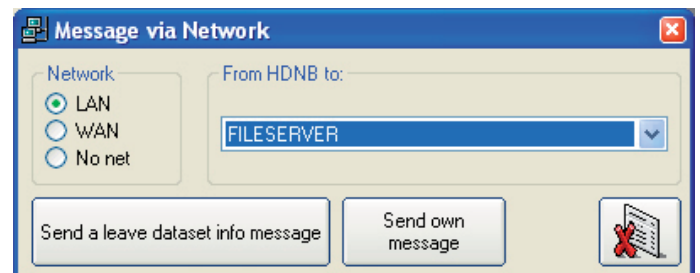 Message via Network
Network
From HDNB to:
LAN
WAN
No net
FILESERVER
Send a leave dataset info message
Send own
message